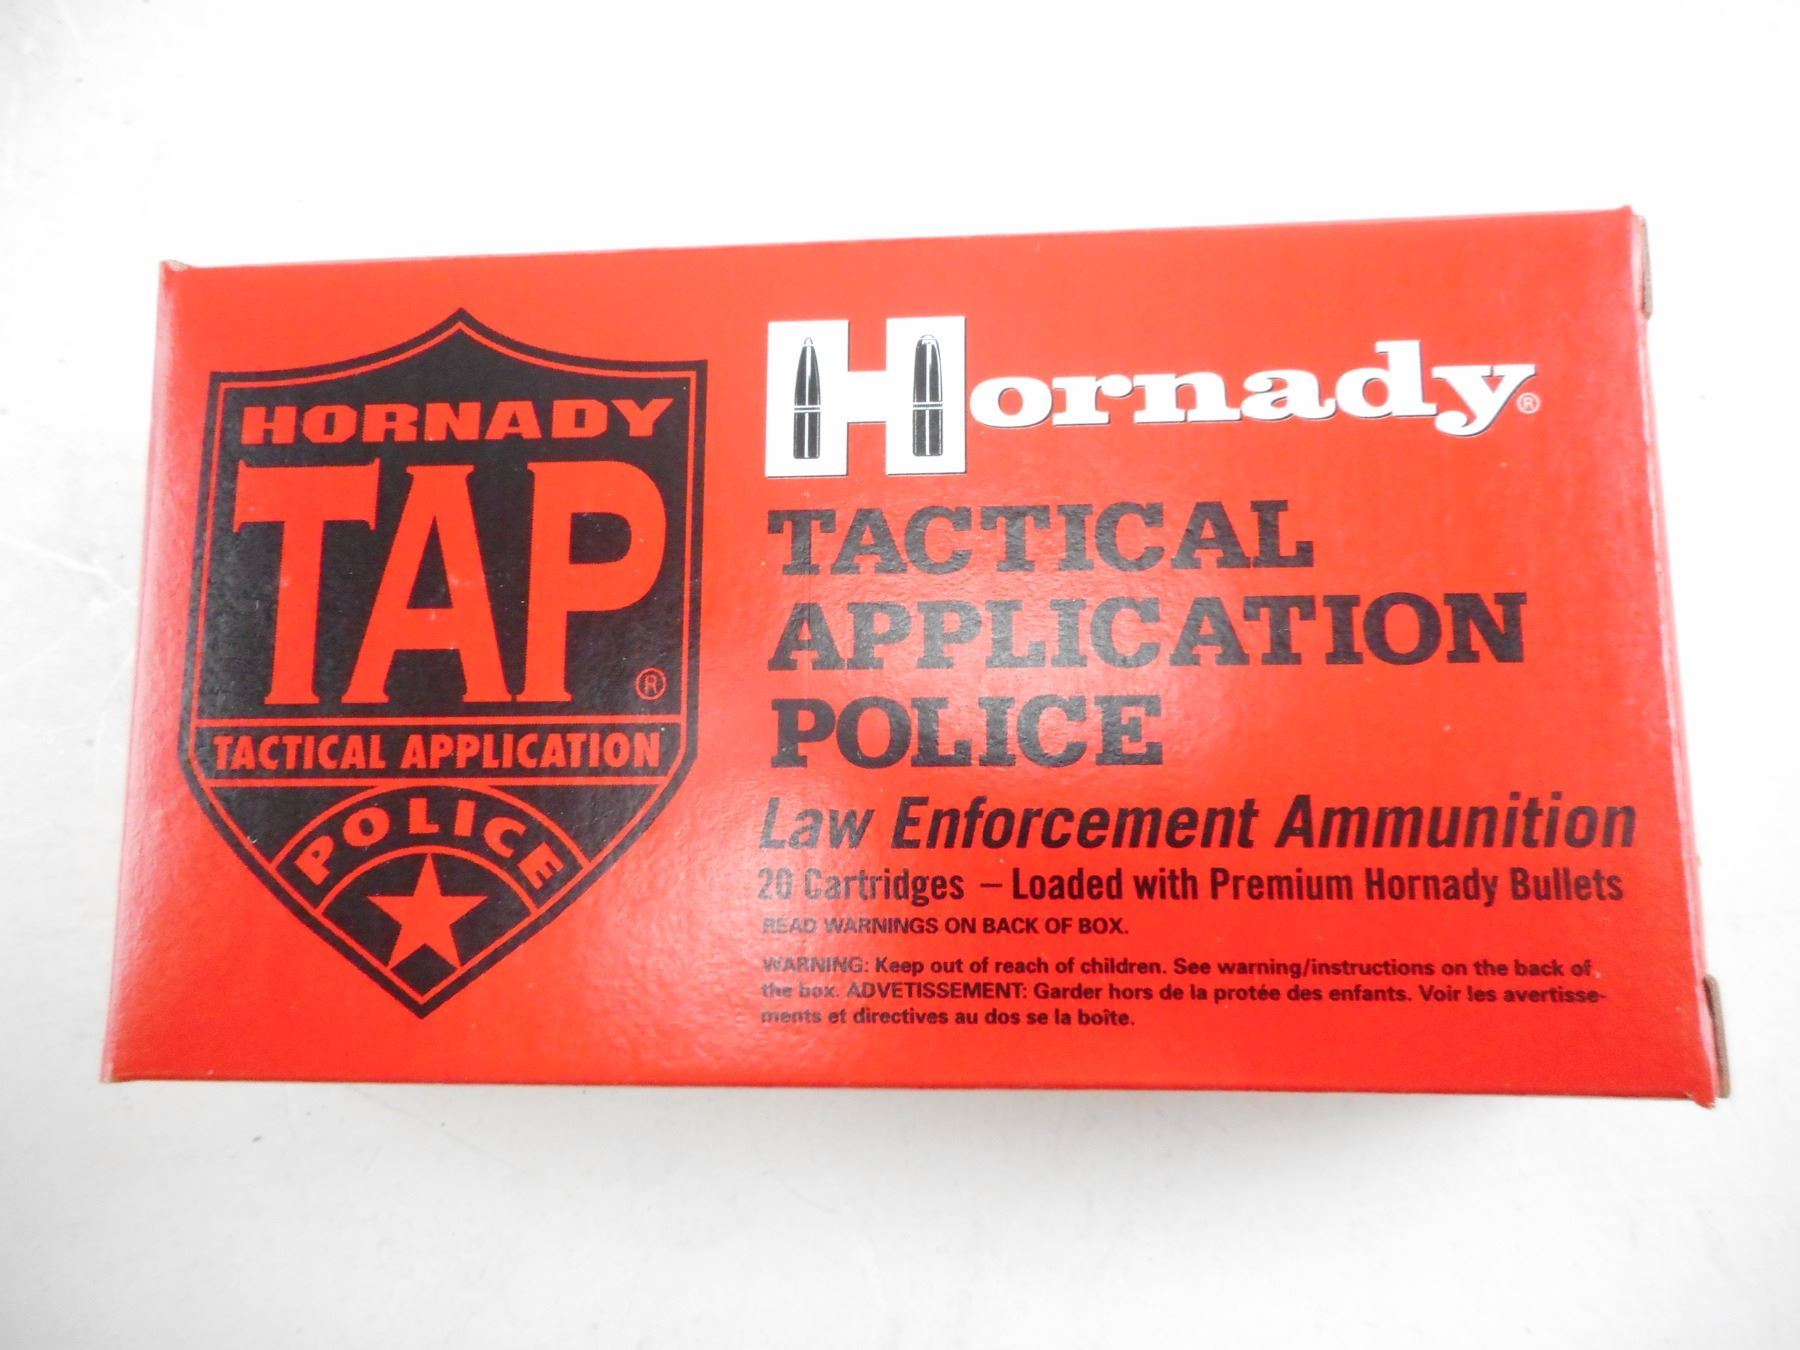 HORNADY
TAP®
TACTICAL APPLICATION
POLICE
Hornady®
TACTICAL
APPLICATION
POLICE
Law Enforcement Ammunition
20 Cartridges – Loaded with Premium Hornady Bullets
READ WARNINGS ON BACK OF BOX.
WARNING: Keep out of reach of children. See warning/instructions on the back of
the box. ADVETISSEMENT: Garder hors de la protée des enfants. Voir les avertisse-
ments et directives au dos se la boîte.